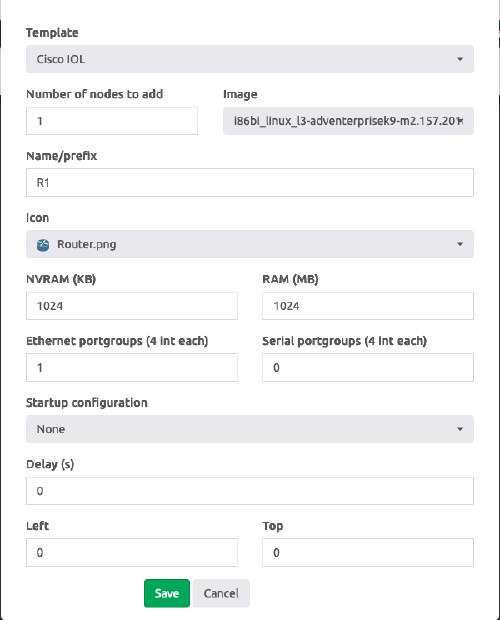 Template
Cisco IOL
Number of nodes to add Image
1 i86bi_linux_l3-adventerprisek9-m2.157.201
Name/prefix
R1
Icon
Router.png
NVRAM (KB) RAM (MB)
1024 1024
Ethernet portgroups (4 int each) Serial portgroups (4 int each)
1 0
Startup configuration
None
Delay (s)
0
Left Top
0 0
Save Cancel